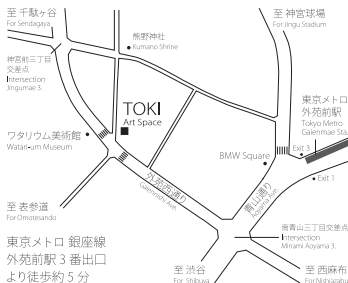 至 千駄ヶ谷
For Sendagaya
至 神宮球場
For Jingu Stadium
熊野神社
Kumano Shrine
神宮前三丁目
交差点
Intersection
Jingumae 3.
TOKI
Art Space
東京メトロ
外苑前駅
Tokyo Metro
Gaienmae Sta.
ワタリウム美術館
Watari-um Museum
BMW Square
Exit 3
Exit 1
外苑西通り
Gaiennishi Ave.
青山通り
Aoyama Ave.
至 表参道
For Omotesando
南青山三丁目交差点
Intersection
Minami Aoyama 3.
東京メトロ 銀座線
外苑前駅 3 番出口
より徒歩約 5 分
至 渋谷
For Shibuya
至 西麻布
For Nishiazabu